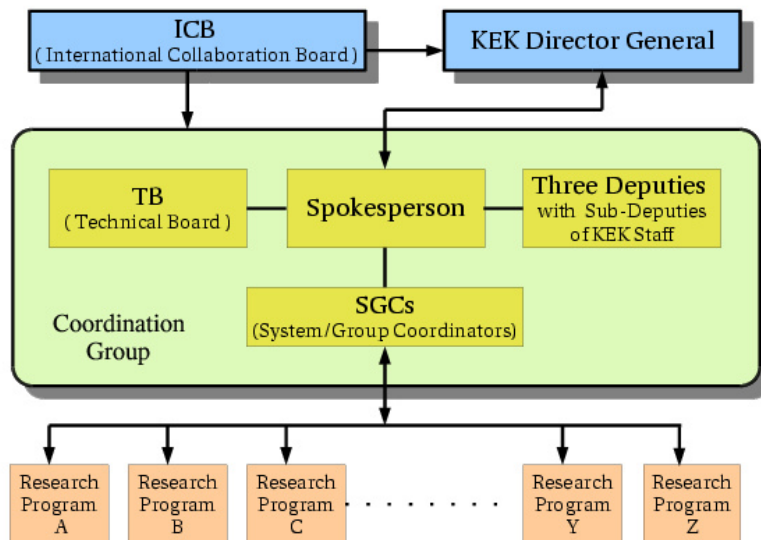 ICB
( International Collaboration Board )
KEK Director General
TB
( Technical Board )
Spokesperson
Three Deputies
with Sub-Deputies
of KEK Staff
SGCs
(System/Group Coordinators)
Coordination
Group
Research
Program
A
Research
Program
B
Research
Program
C
. . . . . . . . . .
Research
Program
Y
Research
Program
Z